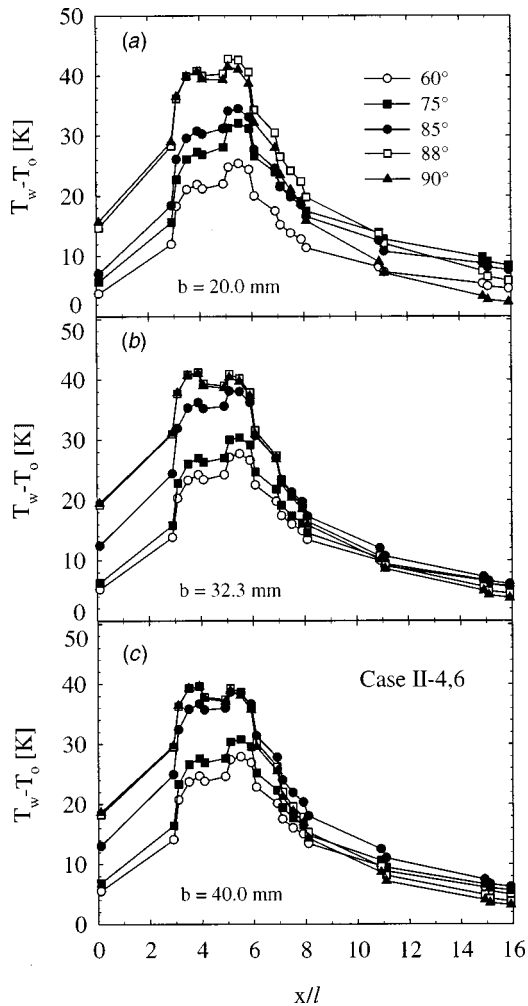 50
(a)
40
60°
75°
30
85°
88°
20
90°
10
b = 20.0 mm
0
T_w-T_o [K]
50
(b)
40
30
20
10
b = 32.3 mm
0
T_w-T_o [K]
50
(c)
Case II-4,6
40
30
20
10
b = 40.0 mm
0
T_w-T_o [K]
0 2 4 6 8 10 12 14 16
x/l